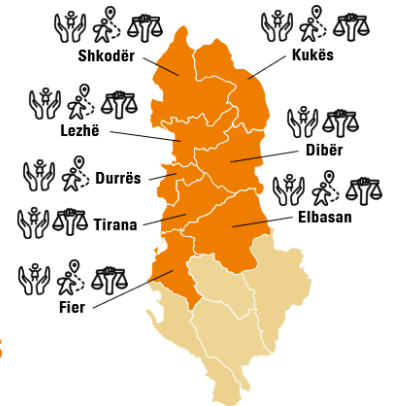 Shkodër
Kukës
Lezhë
Dibër
Durrës
Elbasan
Tirana
Fier
S